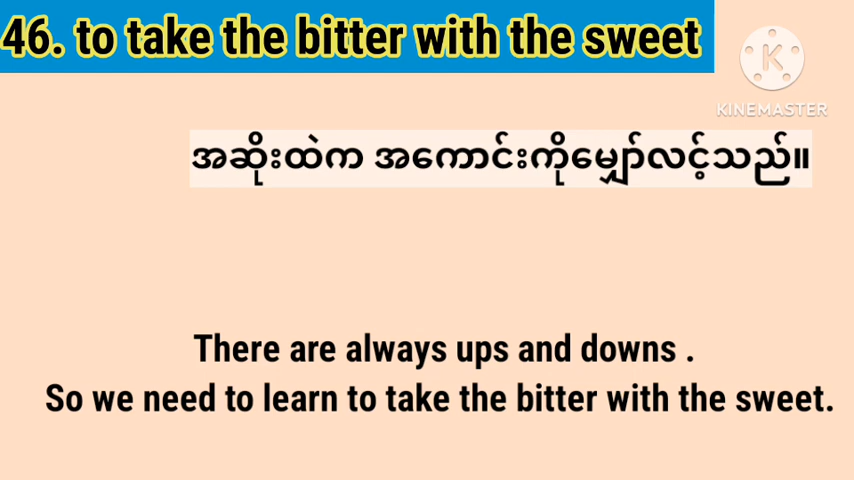 46. to take the bitter with the sweet
KINEMASTER
အဆိုးထဲက အကောင်းကိုမျှော်လင့်သည်။
There are always ups and downs .
So we need to learn to take the bitter with the sweet.